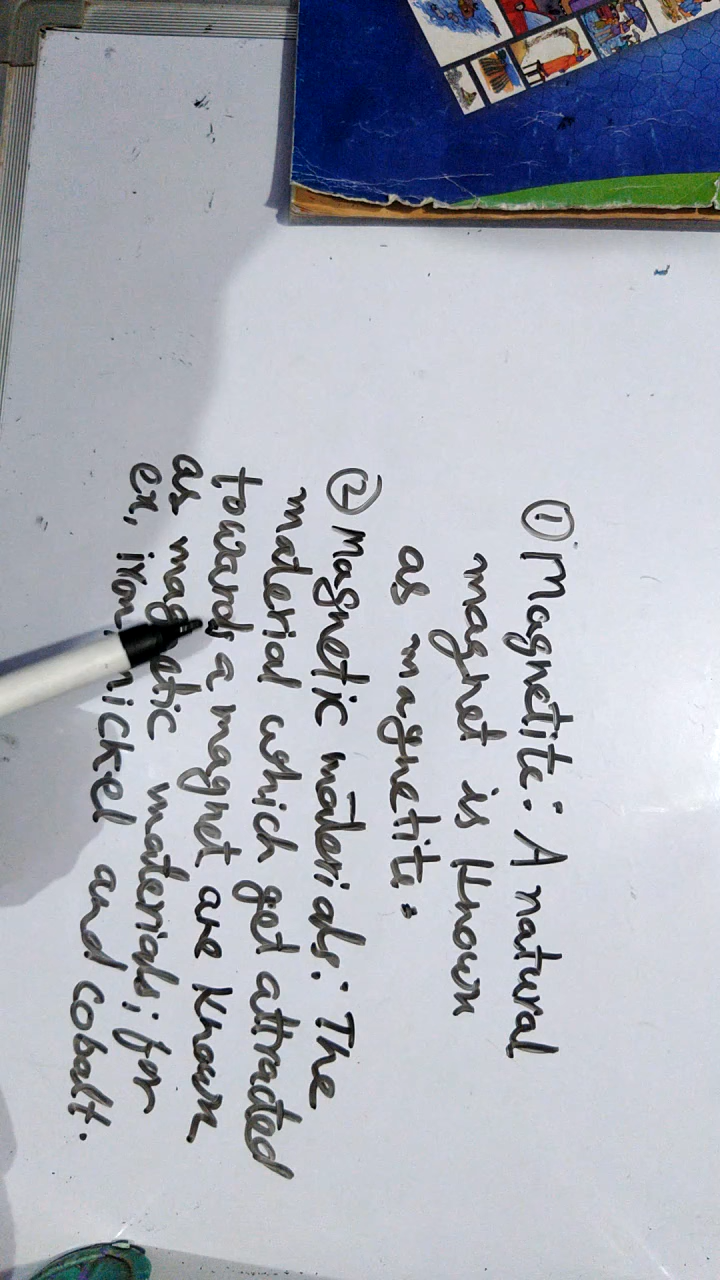 ① Magnetite: A natural
magnet is known
as magnetite.
② Magnetic materials: The
material which get attracted
towards a magnet are known
as magnetic materials; for
ex, iron, nickel and cobalt.